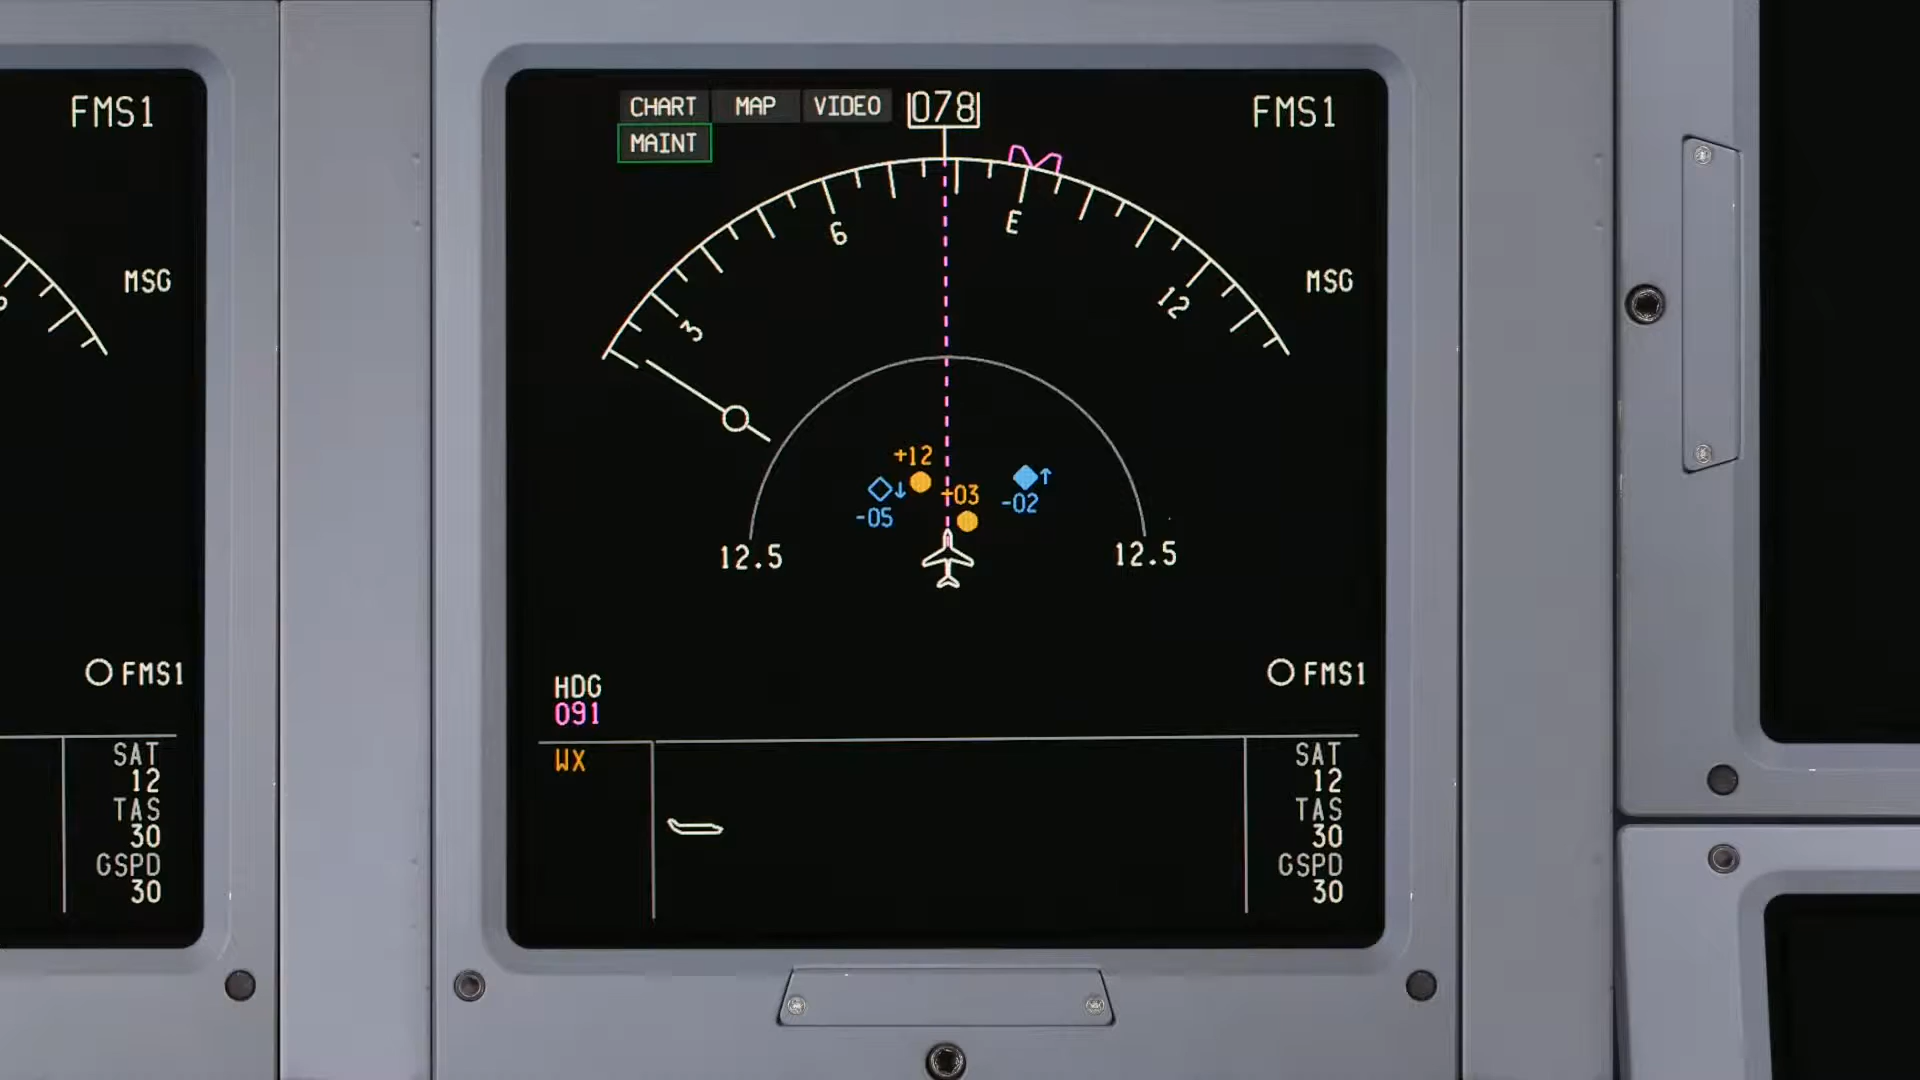 FMS1
MSG
FMS1
SAT
12
TAS
30
GSPD
30
CHART MAP VIDEO 078 FMS1
MAINT
6 E
3 12
MSG
+12
-05 +03 -02
12.5 12.5
HDG
091
FMS1
WX
SAT
12
TAS
30
GSPD
30